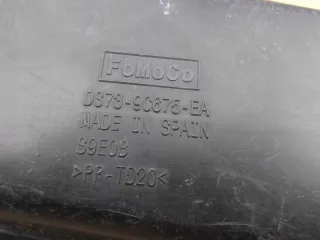 FoMoCo
DS73-9C675-EA
MADE IN SPAIN
89E0B
>PP-TD20<